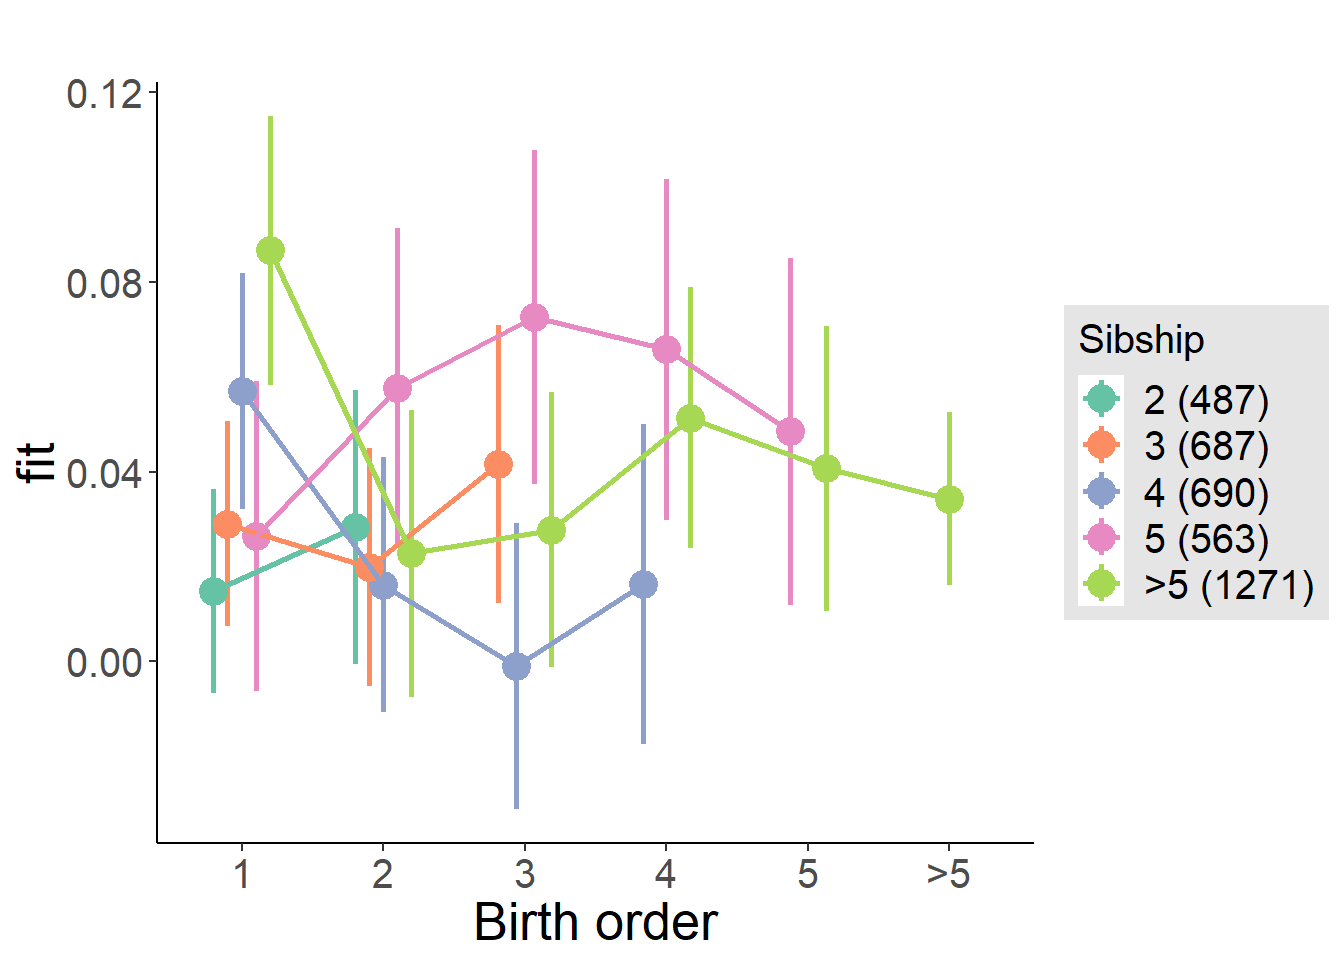 0.12
0.08
0.04
0.00
fit
1 2 3 4 5 >5
Birth order
Sibship
2 (487)
3 (687)
4 (690)
5 (563)
>5 (1271)